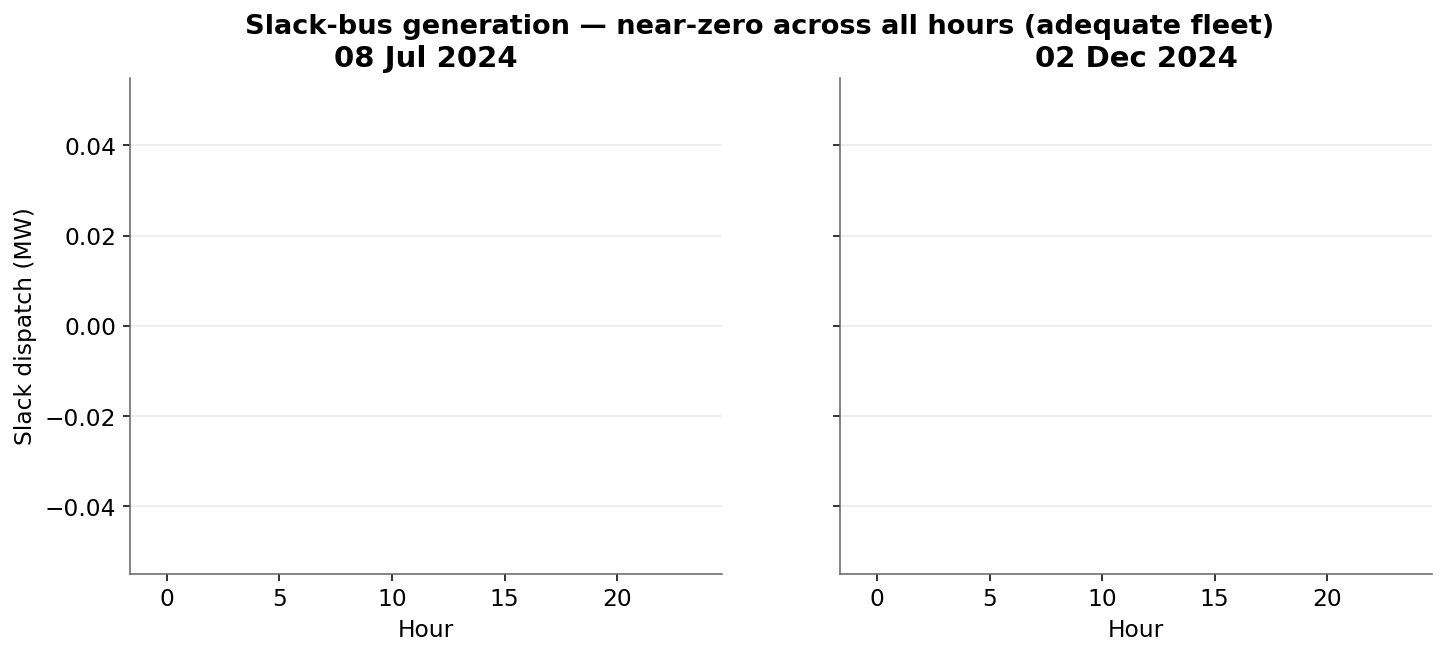 Slack-bus generation — near-zero across all hours (adequate fleet)
08 Jul 2024
02 Dec 2024
Slack dispatch (MW)
0.04
0.02
0.00
−0.02
−0.04
0 5 10 15 20
0 5 10 15 20
Hour
Hour